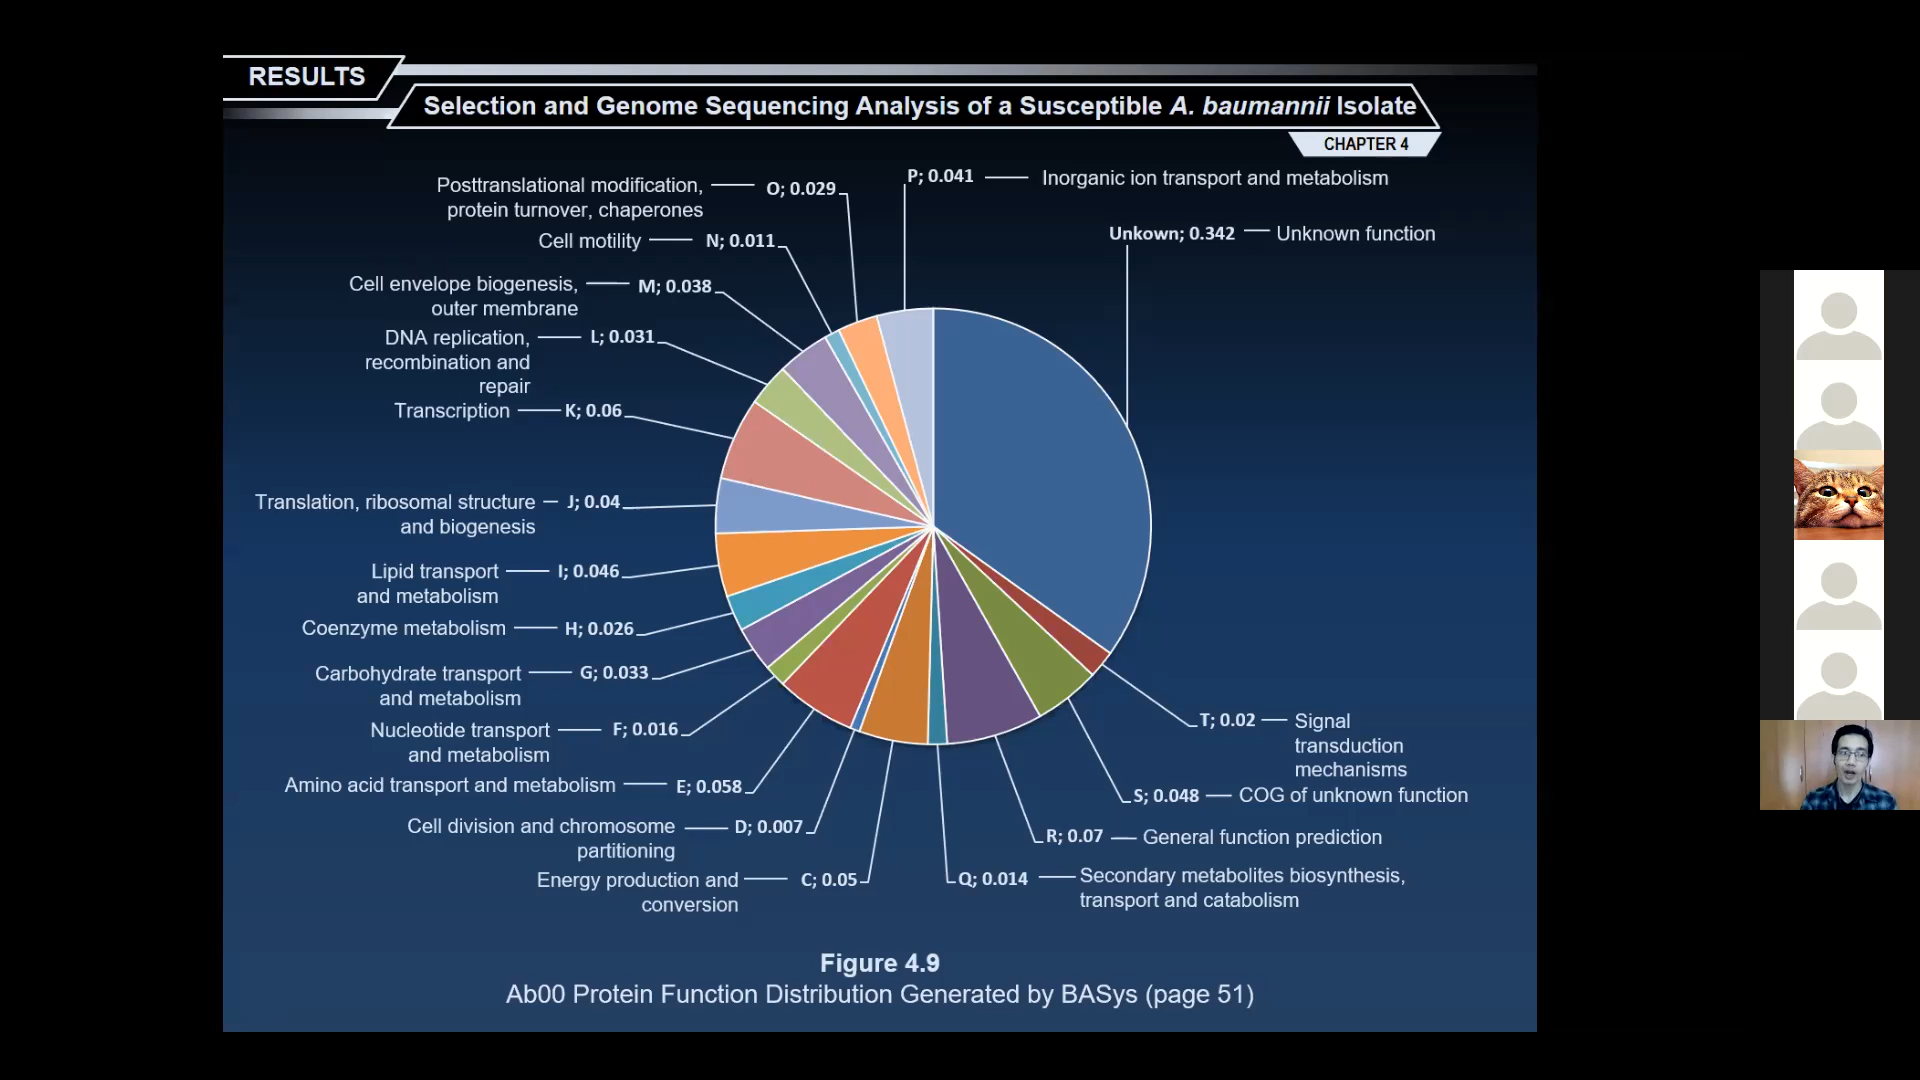 RESULTS
Selection and Genome Sequencing Analysis of a Susceptible A. baumannii Isolate
CHAPTER 4
P; 0.041 Inorganic ion transport and metabolism
Unkown; 0.342 Unknown function
Posttranslational modification, O; 0.029
protein turnover, chaperones
Cell motility N; 0.011
Cell envelope biogenesis, M; 0.038
outer membrane
DNA replication, L; 0.031
recombination and
repair
Transcription K; 0.06
Translation, ribosomal structure J; 0.04
and biogenesis
Lipid transport I; 0.046
and metabolism
Coenzyme metabolism H; 0.026
Carbohydrate transport G; 0.033
and metabolism
Nucleotide transport F; 0.016
and metabolism
Amino acid transport and metabolism E; 0.058
Cell division and chromosome D; 0.007
partitioning
Energy production and C; 0.05
conversion
T; 0.02 Signal
transduction
mechanisms
S; 0.048 COG of unknown function
R; 0.07 General function prediction
Q; 0.014 Secondary metabolites biosynthesis,
transport and catabolism
Figure 4.9
Ab00 Protein Function Distribution Generated by BASys (page 51)